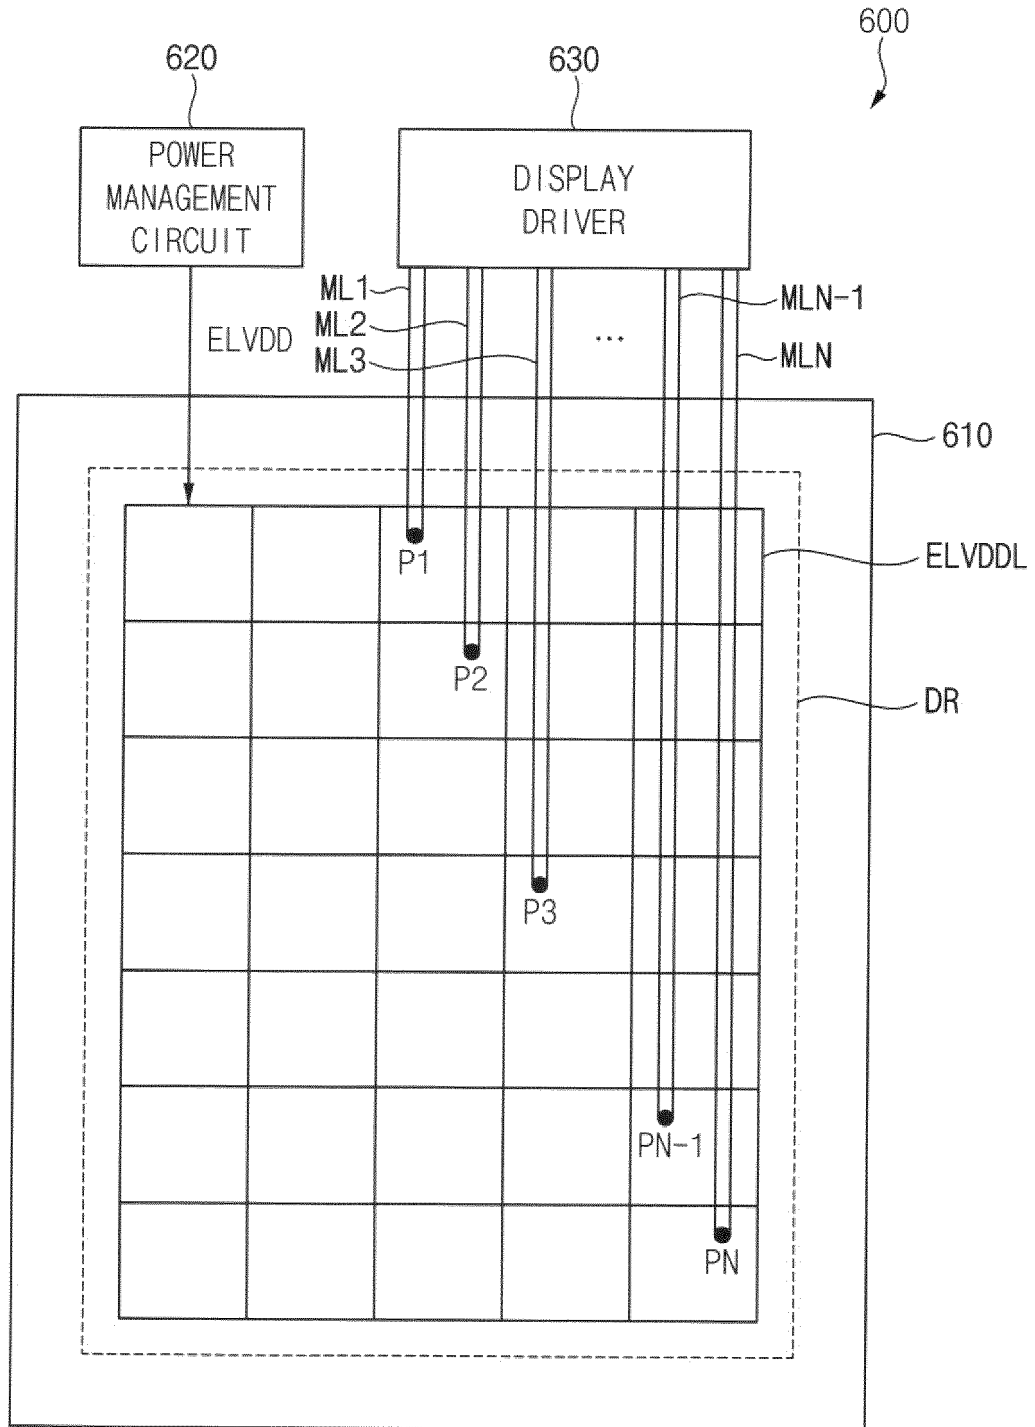 600
620
630
POWER
MANAGEMENT
CIRCUIT
DISPLAY
DRIVER
ML1
ML2
ML3
ELVDD
...
MLN-1
MLN
610
P1
ELVDDL
P2
DR
P3
PN-1
PN